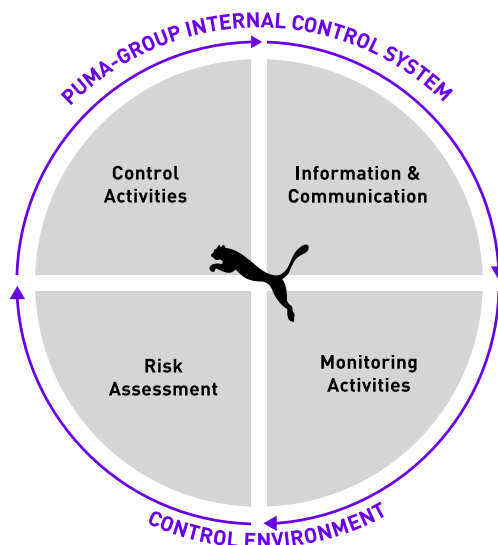 PUMA-GROUP INTERNAL CONTROL SYSTEM
Control
Activities
Information &
Communication
Risk
Assessment
Monitoring
Activities
CONTROL ENVIRONMENT